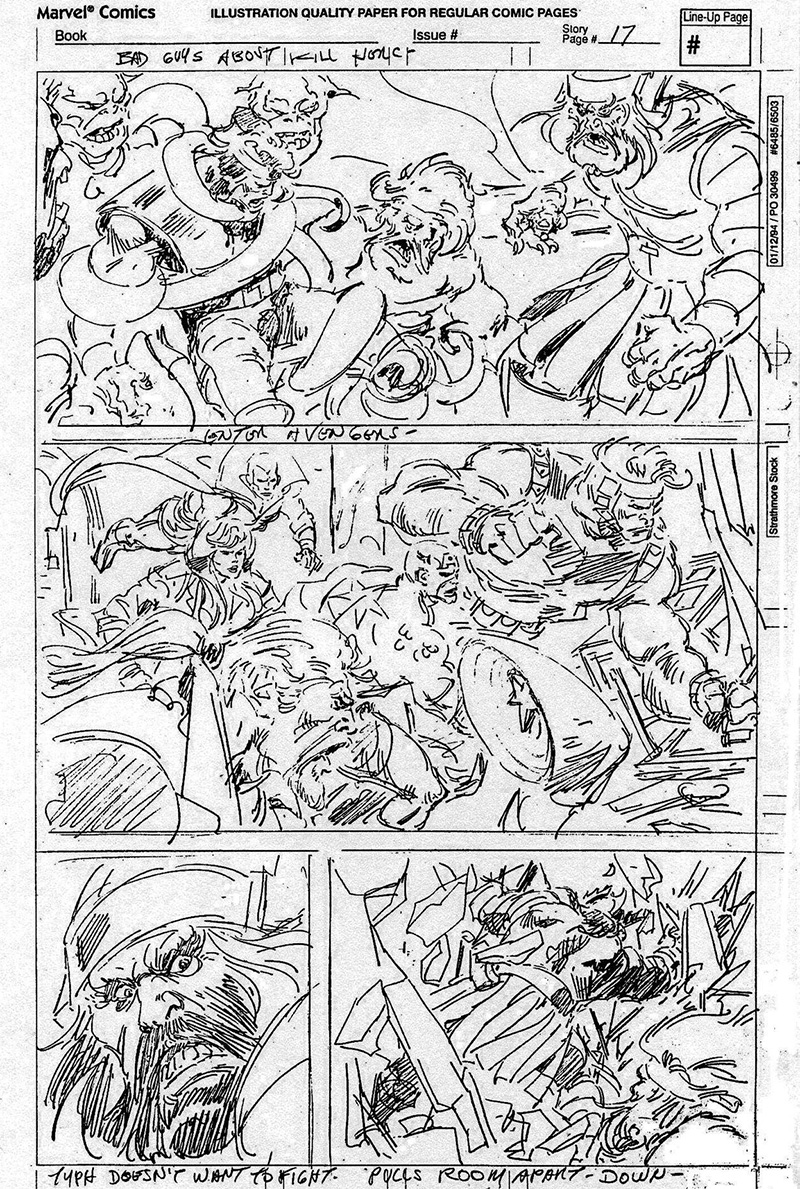 Marvel® Comics ILLUSTRATION QUALITY PAPER FOR REGULAR COMIC PAGES
Book Issue # Story Page # 17
Line-Up Page
#
BAD GUYS ABOUT KILL
01/12/94 / PO 30499 #6485/6503
ENTER AVENGERS-
Strathmore Stock
TYPH DOESN'T WANT TO FIGHT. PULLS ROOM APART - DOWN -